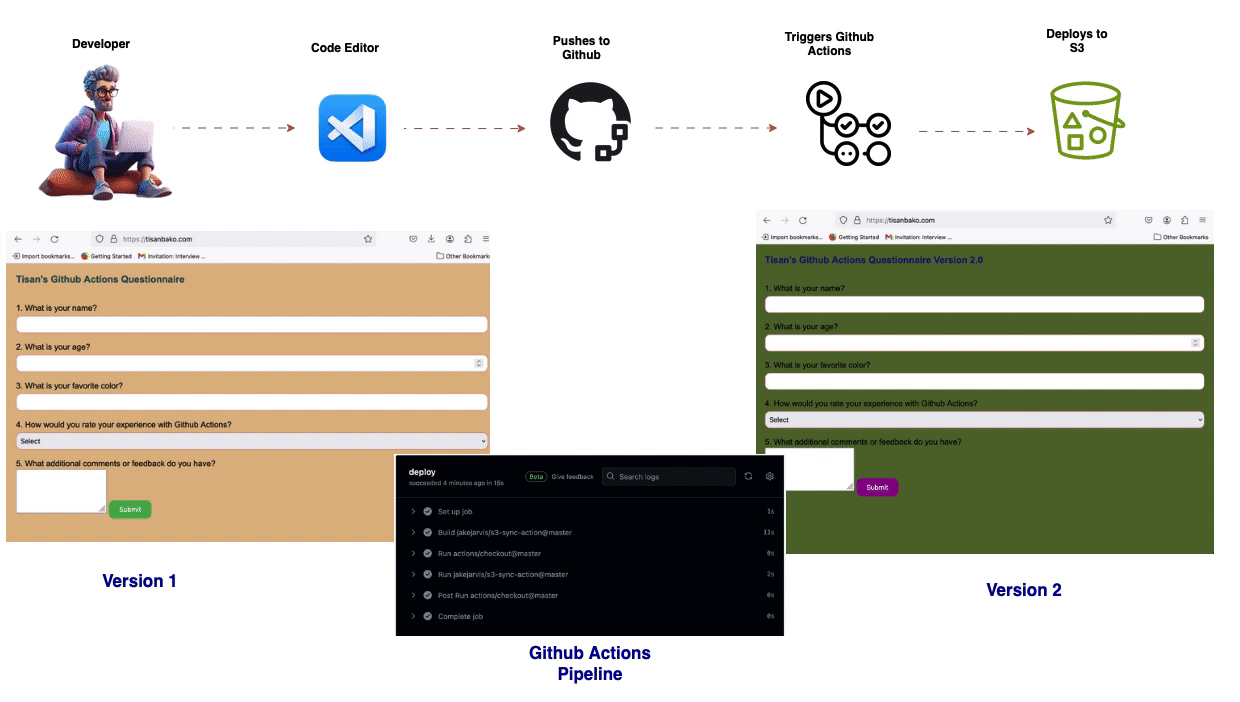 Developer
Code Editor
Pushes to
Github
Triggers Github
Actions
Deploys to
S3
https://tisanbako.com
Import bookmarks... Getting Started Invitation: Interview ... Other Bookmarks
Tisan's Github Actions Questionnaire
1. What is your name?
2. What is your age?
3. What is your favorite color?
4. How would you rate your experience with Github Actions?
Select
5. What additional comments or feedback do you have?
Submit
Version 1
https://tisanbako.com
Import bookmarks... Getting Started Invitation: Interview ... Other Bookmarks
Tisan's Github Actions Questionnaire Version 2.0
1. What is your name?
2. What is your age?
3. What is your favorite color?
4. How would you rate your experience with Github Actions?
Select
5. What additional comments or feedback do you have?
Submit
Version 2
deploy
succeeded 4 minutes ago in 15s
Beta Give feedback Search logs
Set up job 1s
Build jakejarvis/s3-sync-action@master 11s
Run actions/checkout@master 0s
Run jakejarvis/s3-sync-action@master 2s
Post Run actions/checkout@master 0s
Complete job 0s
Github Actions
Pipeline